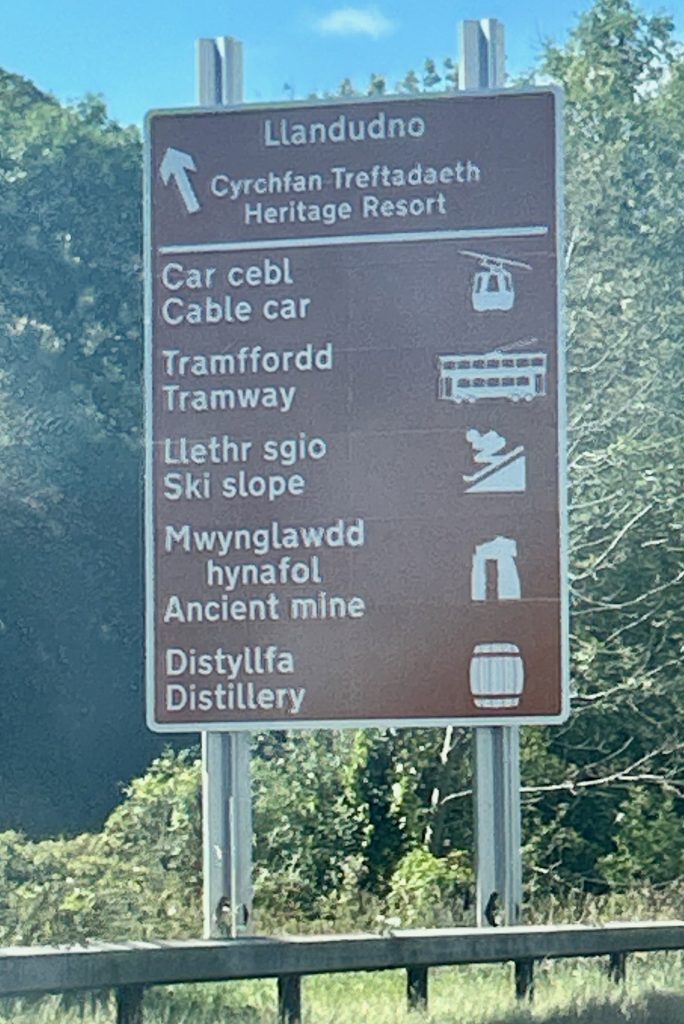 Llandudno
Cyrchfan Treftadaeth
Heritage Resort
Car cebl
Cable car
Tramffordd
Tramway
Llethr sgio
Ski slope
Mwynglawdd
hynafol
Ancient mine
Distyllfa
Distillery